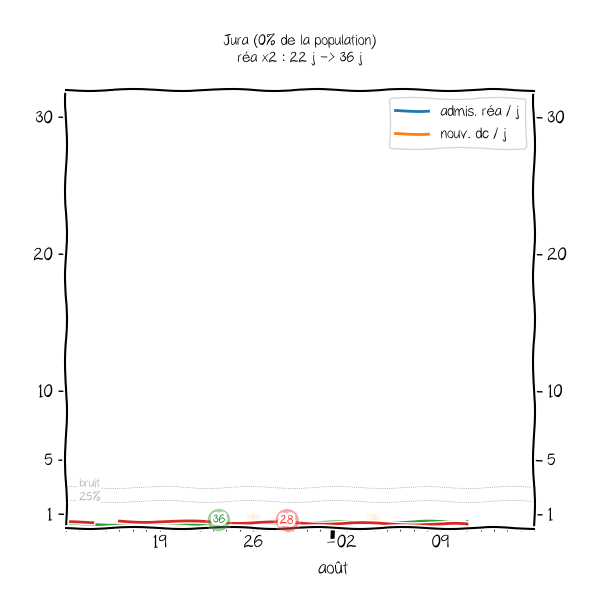 Jura (0% de la population)
réa x2 : 22 j -> 36 j
admis. réa / j
nouv. dc / j
30
30
20
20
10
10
5
5
bruit
25%
1
36
28
1
19
26
02
09
août